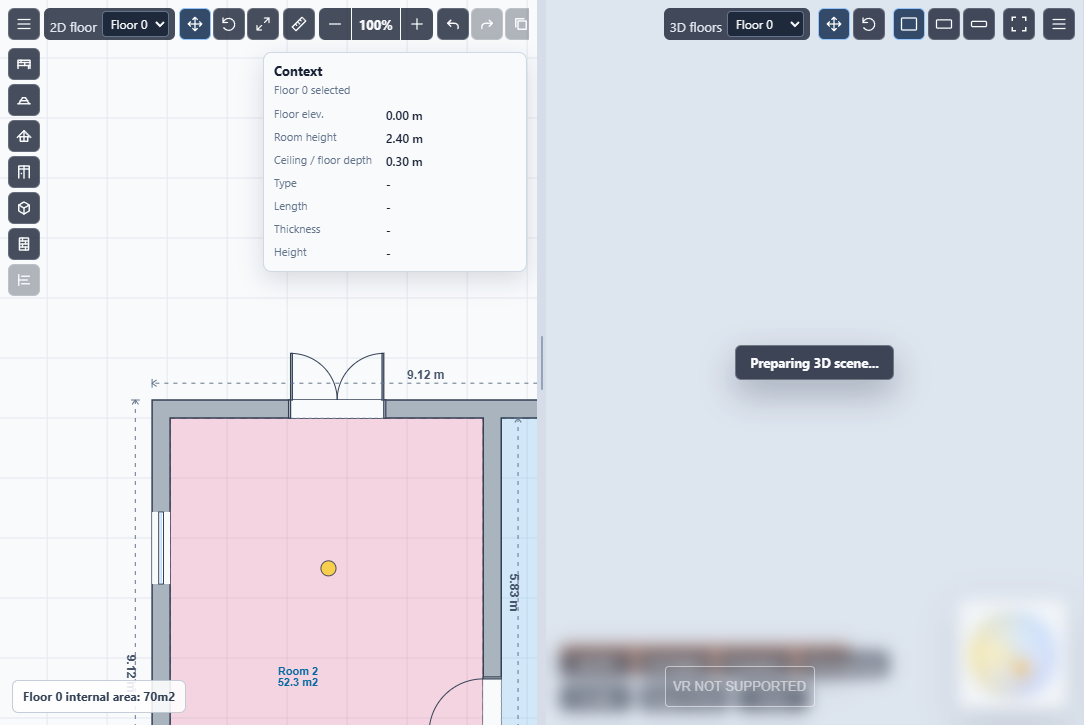 2D floor Floor 0 100%
3D floors Floor 0
Context
Floor 0 selected
Floor elev. 0.00 m
Room height 2.40 m
Ceiling / floor depth 0.30 m
Type -
Length -
Thickness -
Height -
9.12 m
Preparing 3D scene...
5.83 m
9.12 m
Room 2
52.3 m2
Floor 0 internal area: 70m2
VR NOT SUPPORTED